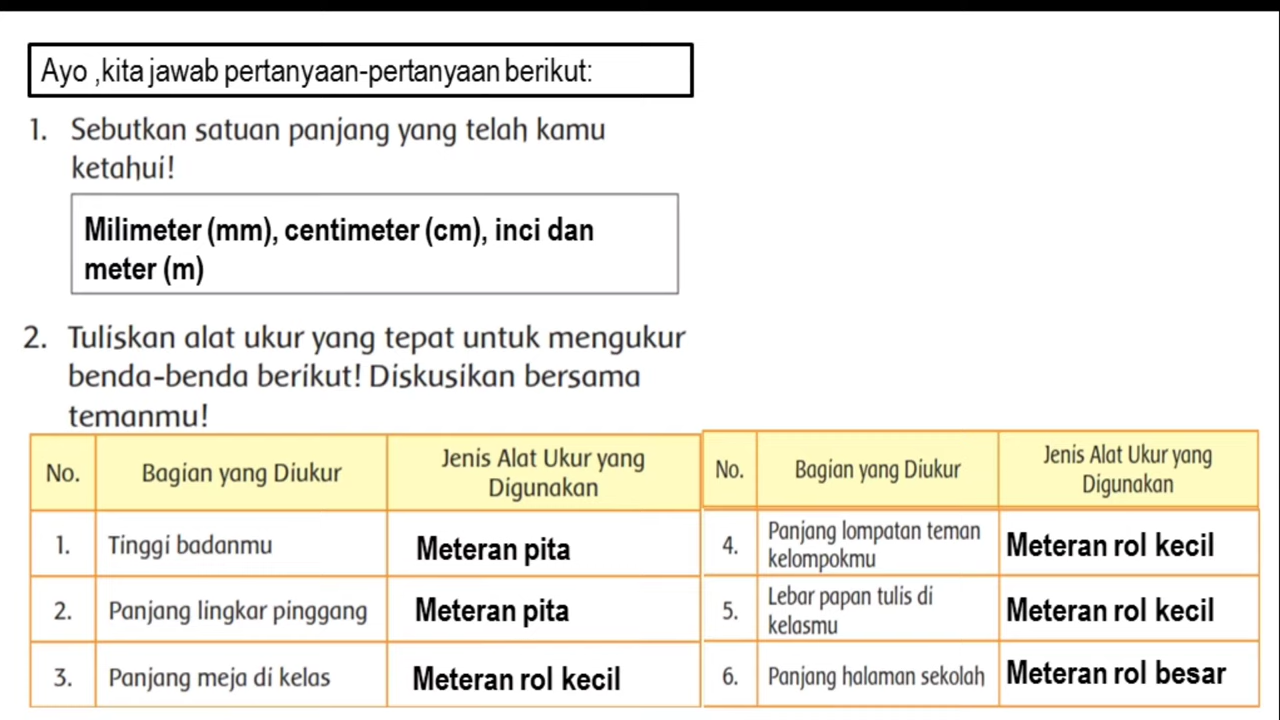 Ayo ,kita jawab pertanyaan-pertanyaan berikut:
1. Sebutkan satuan panjang yang telah kamu
ketahui!
Milimeter (mm), centimeter (cm), inci dan
meter (m)
2. Tuliskan alat ukur yang tepat untuk mengukur
benda-benda berikut! Diskusikan bersama
temanmu!
No. Bagian yang Diukur Jenis Alat Ukur yang
Digunakan
1. Tinggi badanmu Meteran pita
2. Panjang lingkar pinggang Meteran pita
3. Panjang meja di kelas Meteran rol kecil
No. Bagian yang Diukur Jenis Alat Ukur yang
Digunakan
4. Panjang lompatan teman
kelompokmu Meteran rol kecil
5. Lebar papan tulis di
kelasmu Meteran rol kecil
6. Panjang halaman sekolah Meteran rol besar